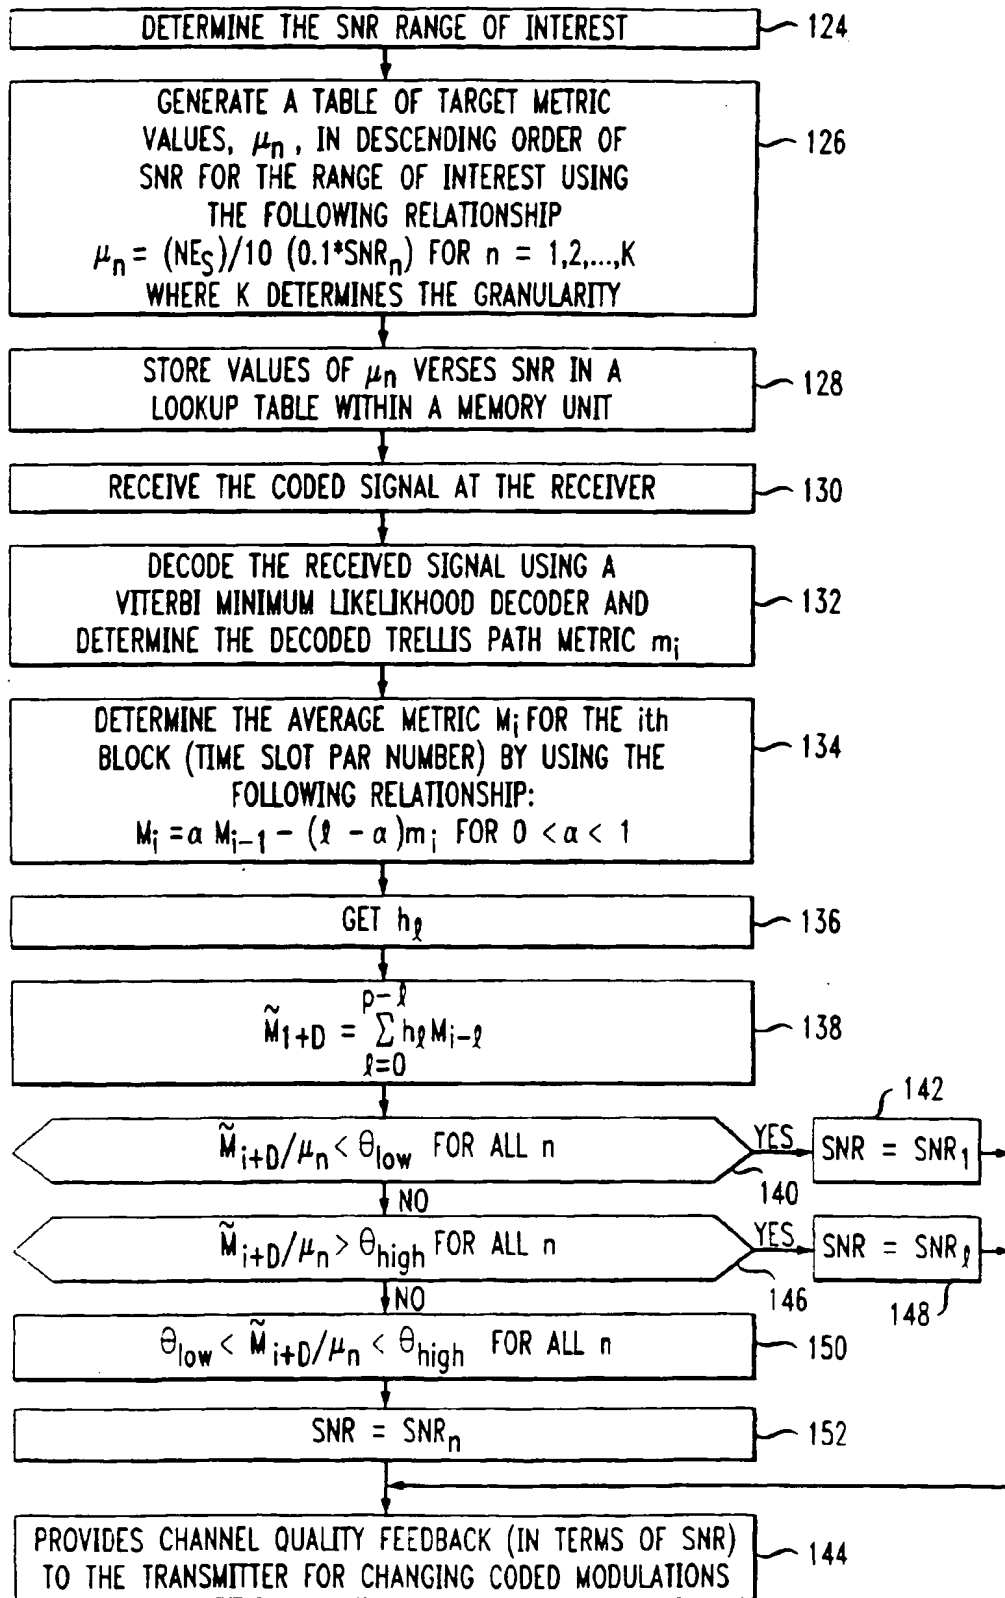 DETERMINE THE SNR RANGE OF INTEREST
124
GENERATE A TABLE OF TARGET METRIC
VALUES, μn, IN DESCENDING ORDER OF
SNR FOR THE RANGE OF INTEREST USING
THE FOLLOWING RELATIONSHIP
μn = (NES)/10 (0.1*SNRn) FOR n = 1,2,...,K
WHERE K DETERMINES THE GRANULARITY
126
STORE VALUES OF μn VERSES SNR IN A
LOOKUP TABLE WITHIN A MEMORY UNIT
128
RECEIVE THE CODED SIGNAL AT THE RECEIVER
130
DECODE THE RECEIVED SIGNAL USING A
VITERBI MINIMUM LIKELIKHOOD DECODER AND
DETERMINE THE DECODED TRELLIS PATH METRIC mi
132
DETERMINE THE AVERAGE METRIC Mi FOR THE ith
BLOCK (TIME SLOT PAR NUMBER) BY USING THE
FOLLOWING RELATIONSHIP:
Mi = α Mi-1 - (ℓ - α)mi FOR 0 < α < 1
134
GET hℓ
136
p-ℓ
M̃1+D = Σ hℓ Mi-ℓ
ℓ=0
138
M̃i+D/μn < θlow FOR ALL n
140
YES
SNR = SNR1
142
NO
M̃i+D/μn > θhigh FOR ALL n
146
YES
SNR = SNRℓ
148
NO
θlow < M̃i+D/μn < θhigh FOR ALL n
150
SNR = SNRn
152
PROVIDES CHANNEL QUALITY FEEDBACK (IN TERMS OF SNR)
TO THE TRANSMITTER FOR CHANGING CODED MODULATIONS
144